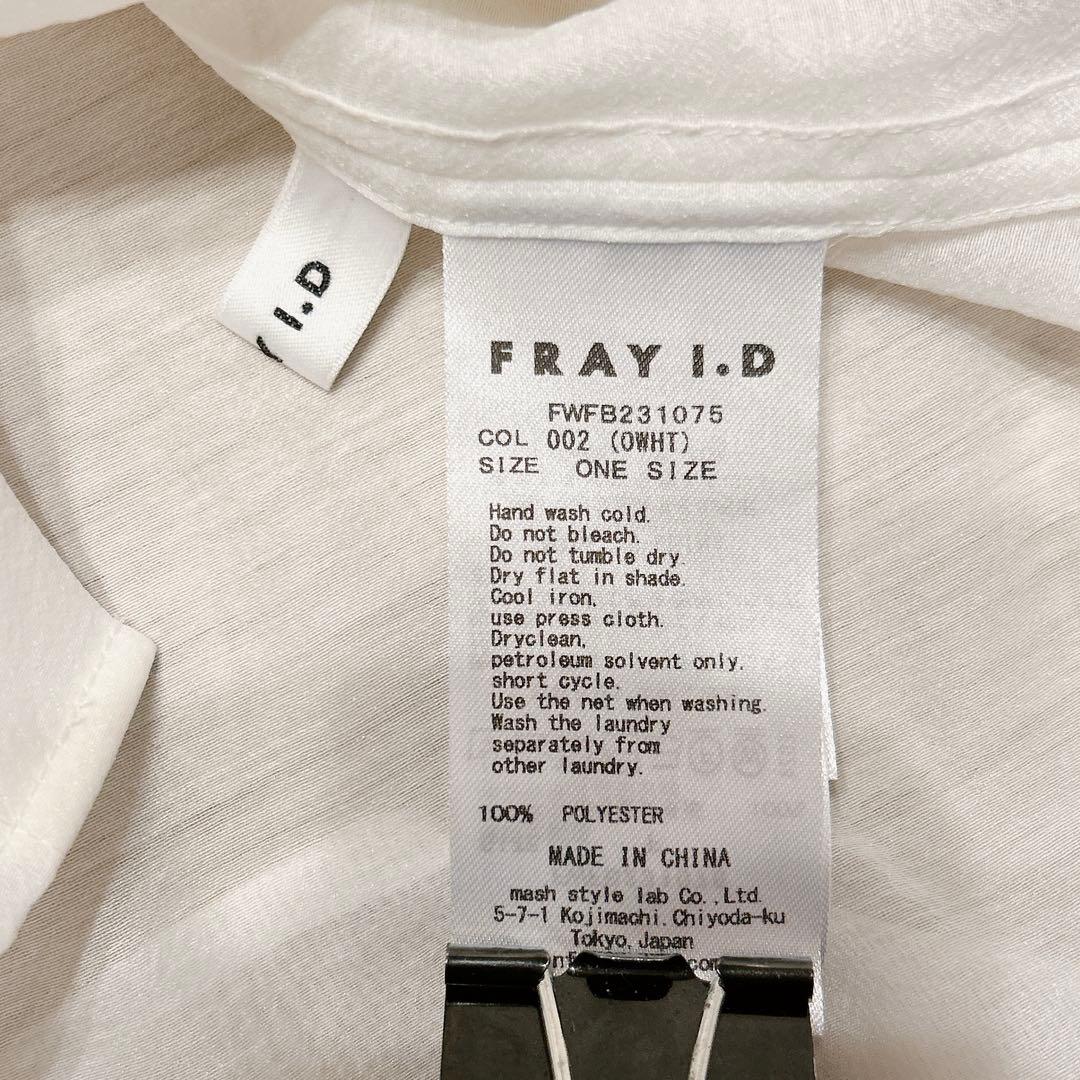 I.D
FRAY I.D
FWFB231075
COL 002 (OWHT)
SIZE ONE SIZE
Hand wash cold.
Do not bleach.
Do not tumble dry.
Dry flat in shade.
Cool iron,
use press cloth.
Dryclean,
petroleum solvent only.
short cycle.
Use the net when washing.
Wash the laundry
separately from
other laundry.
100% POLYESTER
MADE IN CHINA
mash style lab Co.,Ltd.
5-7-1 Kojimachi.Chiyoda-ku
Tokyo, Japan